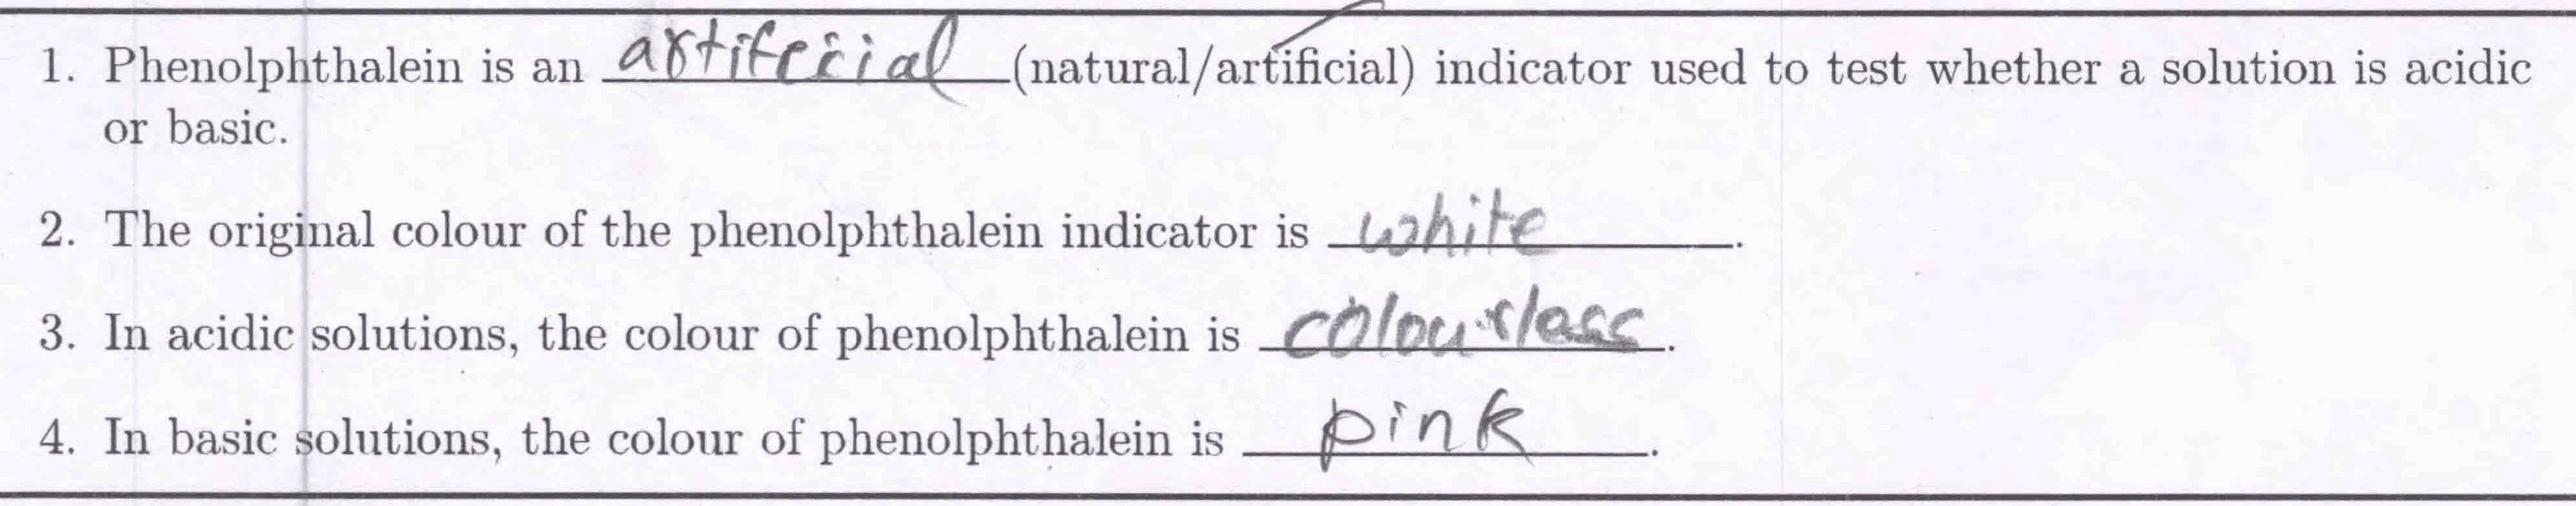 1. Phenolphthalein is an artifecial (natural/artificial) indicator used to test whether a solution is acidic
or basic.
2. The original colour of the phenolphthalein indicator is white.
3. In acidic solutions, the colour of phenolphthalein is colourless.
4. In basic solutions, the colour of phenolphthalein is pink.